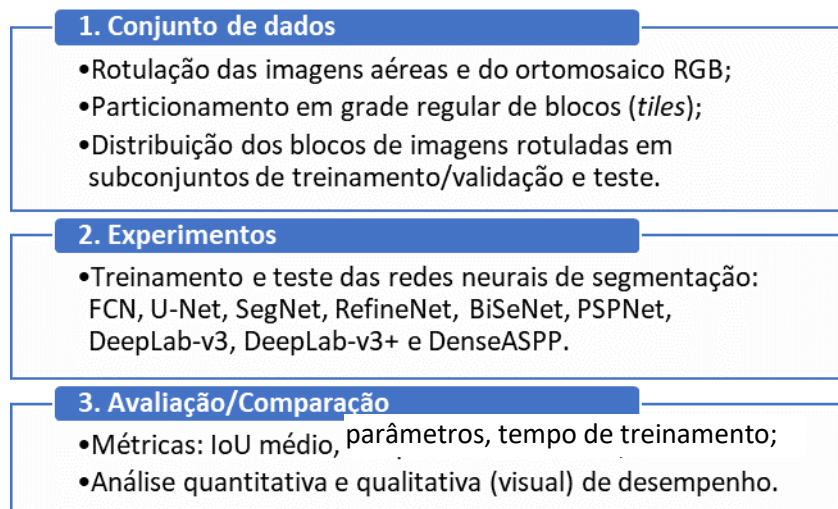 1. Conjunto de dados
•Rotulação das imagens aéreas e do ortomosaico RGB;
•Particionamento em grade regular de blocos (tiles);
•Distribuição dos blocos de imagens rotuladas em
subconjuntos de treinamento/validação e teste.
2. Experimentos
•Treinamento e teste das redes neurais de segmentação:
FCN, U-Net, SegNet, RefineNet, BiSeNet, PSPNet,
DeepLab-v3, DeepLab-v3+ e DenseASPP.
3. Avaliação/Comparação
•Métricas: IoU médio, parâmetros, tempo de treinamento;
•Análise quantitativa e qualitativa (visual) de desempenho.